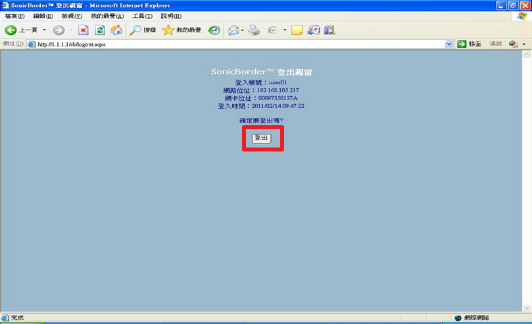 SonicBorder™ 登出視窗 - Microsoft Internet Explorer
檔案(F) 編輯(E) 檢視(V) 我的最愛(A) 工具(T) 說明(H)
上一頁 搜尋 我的最愛
網址(D) http://1.1.1.1/sb/logout.sopx 移至 連結
SonicBorder™ 登出視窗
登入帳號：user01
網路位址：192.168.105.217
網卡位址：00097350137A
登入時間：2011/02/14 09:47:22
確定要登出嗎?
登出
完成 網際網路